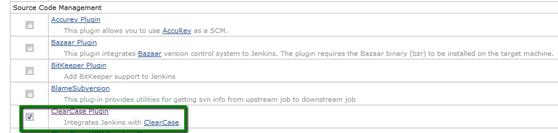 Source Code Management
Accurev Plugin
This plugin allows you to use AccuRev as a SCM.
Bazaar Plugin
This plugin integrates Bazaar version control system to Jenkins. The plugin requires the Bazaar binary (bzr) to be installed on the target machine.
BitKeeper Plugin
Add BitKeeper support to Jenkins
BlameSubversion
This plug-in provides utilities for getting svn info from upstream job to downstream job
ClearCase Plugin
Integrates Jenkins with ClearCase.